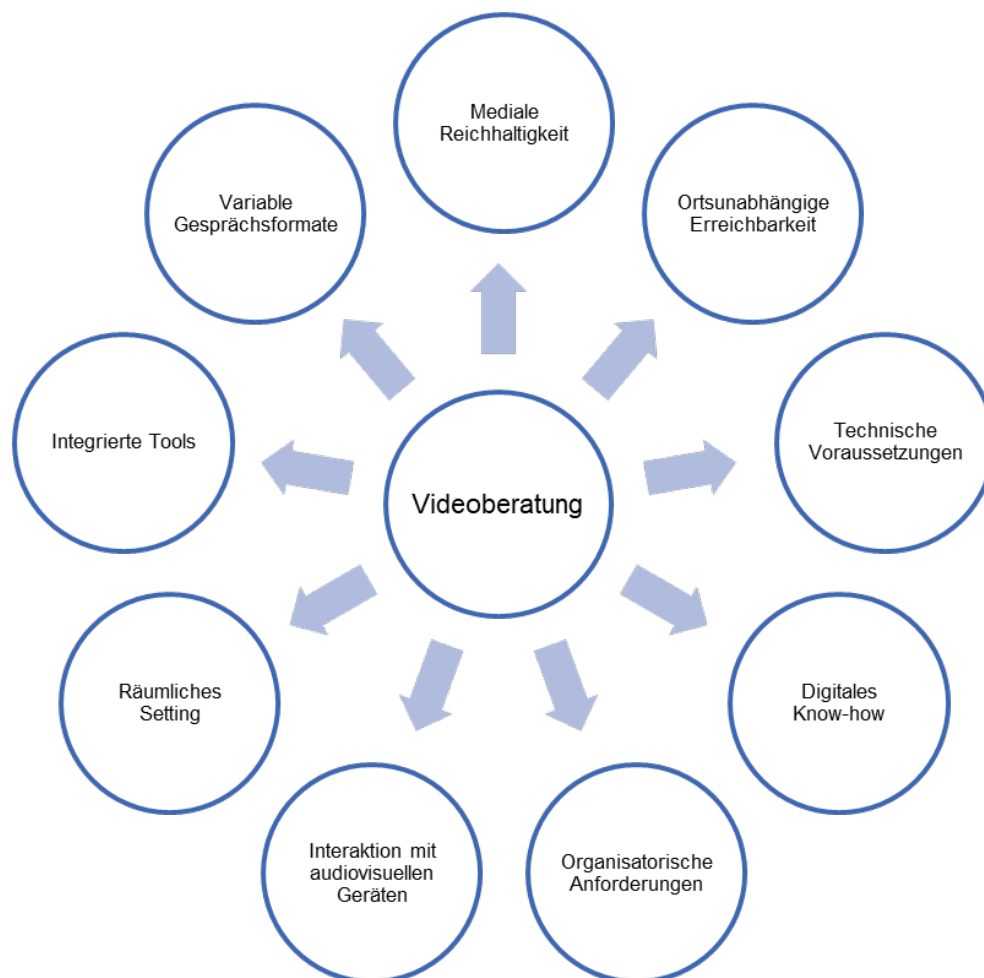 Mediale
Reichhaltigkeit
Ortsunabhängige
Erreichbarkeit
Technische
Voraussetzungen
Digitales
Know-how
Organisatorische
Anforderungen
Interaktion mit
audiovisuellen
Geräten
Räumliches
Setting
Integrierte Tools
Variable
Gesprächsformate
Videoberatung